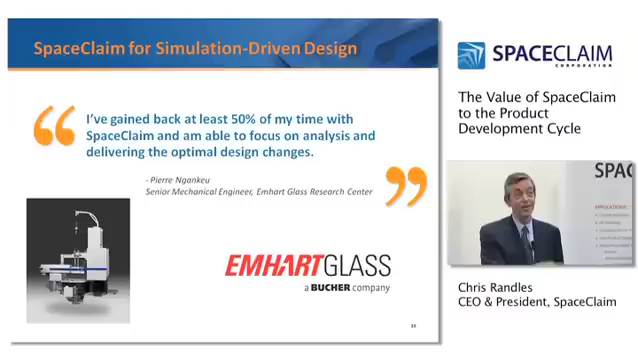 SpaceClaim for Simulation-Driven Design
“ I’ve gained back at least 50% of my time with
SpaceClaim and am able to focus on analysis and
delivering the optimal design changes. ”
- Pierre Ngankeu
Senior Mechanical Engineer, Emhart Glass Research Center
EMHARTGLASS
a BUCHER company
SPACECLAIM
CORPORATION
The Value of SpaceClaim
to the Product
Development Cycle
SPAC
Chris Randles
CEO & President, SpaceClaim